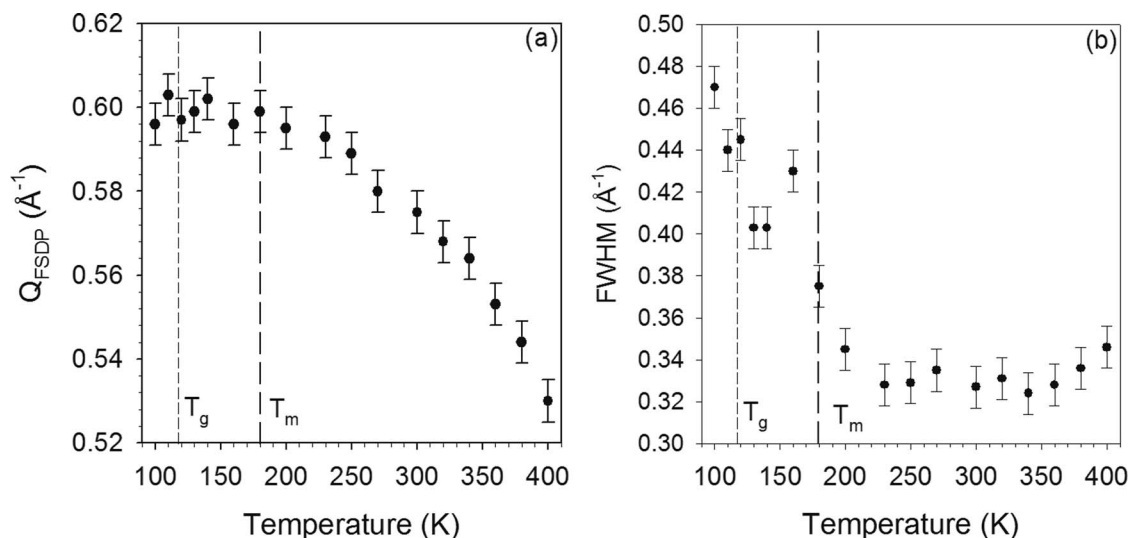 (a)
0.62
0.60
0.58
0.56
0.54
0.52
Q_FSDP (Å⁻¹)
T_g
T_m
100 150 200 250 300 350 400
Temperature (K)
(b)
0.50
0.48
0.46
0.44
0.42
0.40
0.38
0.36
0.34
0.32
0.30
FWHM (Å⁻¹)
T_g
T_m
100 150 200 250 300 350 400
Temperature (K)